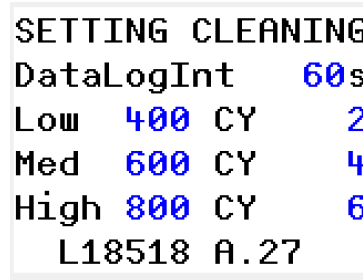 SETTING CLEANING
DataLogInt 60s
Low 400 CY 2
Med 600 CY 4
High 800 CY 6
L18518 A.27